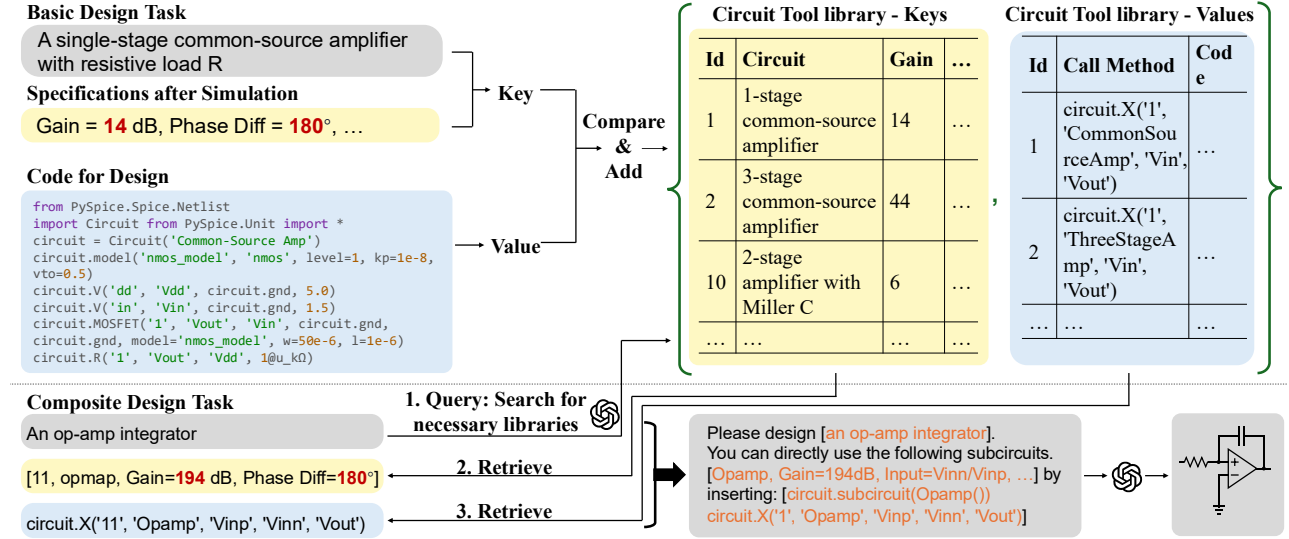 Basic Design Task
A single-stage common-source amplifier
with resistive load R
Specifications after Simulation
Gain = 14 dB, Phase Diff = 180°, …
Code for Design
from PySpice.Spice.Netlist
import Circuit from PySpice.Unit import *
circuit = Circuit('Common-Source Amp')
circuit.model('nmos_model', 'nmos', level=1, kp=1e-8,
vto=0.5)
circuit.V('dd', 'Vdd', circuit.gnd, 5.0)
circuit.V('in', 'Vin', circuit.gnd, 1.5)
circuit.MOSFET('1', 'Vout', 'Vin', circuit.gnd,
circuit.gnd, model='nmos_model', w=50e-6, l=1e-6)
circuit.R('1', 'Vout', 'Vdd', 1@u_kΩ)
Key
Value
Compare
&
Add
Circuit Tool library - Keys
Id Circuit Gain …
1 1-stage common-source amplifier 14 …
2 3-stage common-source amplifier 44 …
10 2-stage amplifier with Miller C 6 …
… … …
,
Circuit Tool library - Values
Id Call Method Cod
e
1 circuit.X('1',
'CommonSou
rceAmp', 'Vin',
'Vout')
…
2 circuit.X('1',
'ThreeStageA
mp', 'Vin',
'Vout')
…
… … …
Composite Design Task
An op-amp integrator
[11, opmap, Gain=194 dB, Phase Diff=180°]
circuit.X('11', 'Opamp', 'Vinp', 'Vinn', 'Vout')
1. Query: Search for
necessary libraries
2. Retrieve
3. Retrieve
Please design [an op-amp integrator].
You can directly use the following subcircuits.
[Opamp, Gain=194dB, Input=Vinn/Vinp, …] by
inserting: [circuit.subcircuit(Opamp())
circuit.X('1', 'Opamp', 'Vinp', 'Vinn', 'Vout')]
+
−